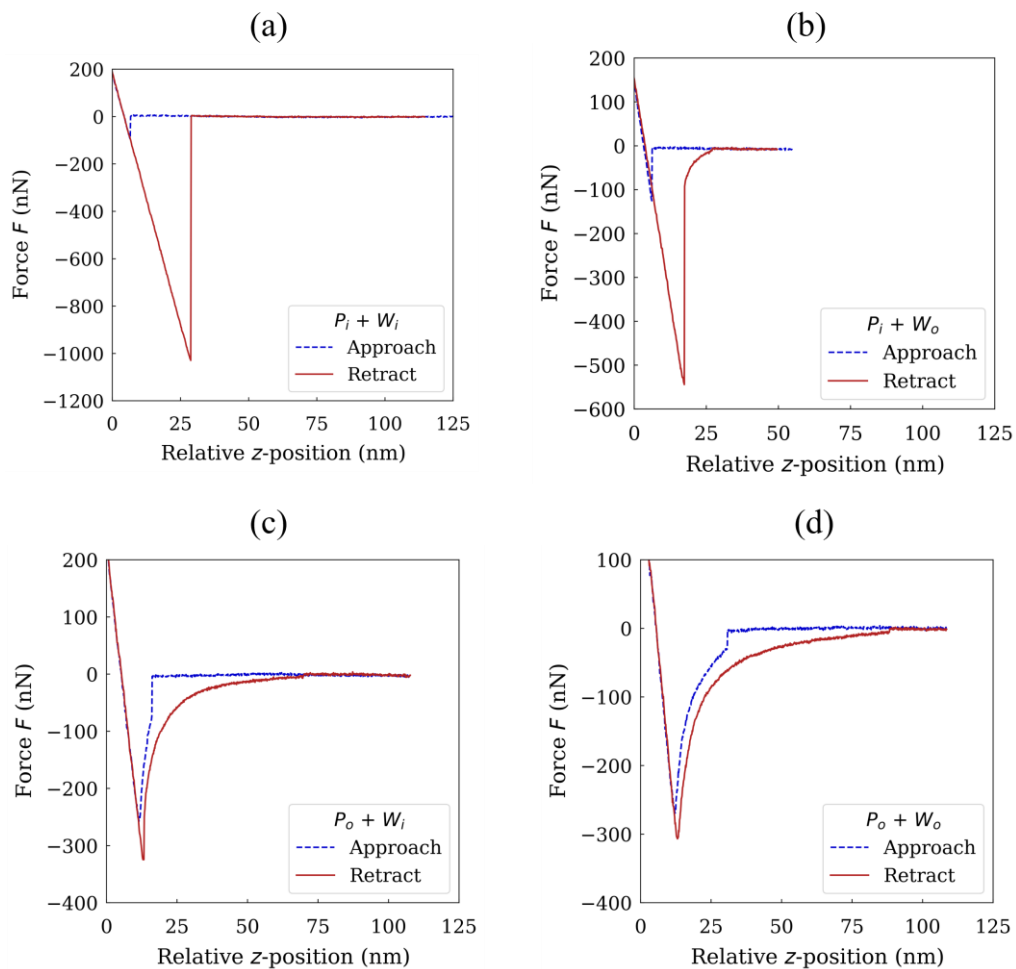 (a)
200
0
−200
−400
−600
−800
−1000
−1200
Force F (nN)
P_i + W_i
Approach
Retract
0 25 50 75 100 125
Relative z-position (nm)
(b)
200
100
0
−100
−200
−300
−400
−500
−600
Force F (nN)
P_i + W_o
Approach
Retract
0 25 50 75 100 125
Relative z-position (nm)
(c)
200
100
0
−100
−200
−300
−400
Force F (nN)
P_o + W_i
Approach
Retract
0 25 50 75 100 125
Relative z-position (nm)
(d)
100
0
−100
−200
−300
−400
Force F (nN)
P_o + W_o
Approach
Retract
0 25 50 75 100 125
Relative z-position (nm)